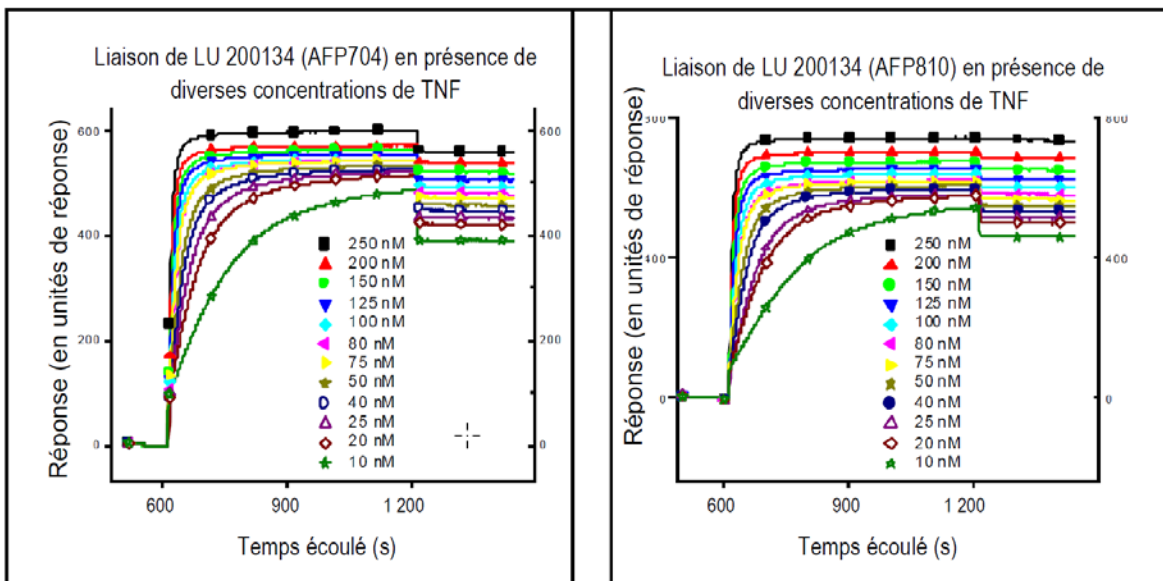 Liaison de LU 200134 (AFP704) en présence de
diverses concentrations de TNF
Réponse (en unités de réponse)
600
400
200
0
600
400
200
0
250 nM
200 nM
150 nM
125 nM
100 nM
80 nM
75 nM
50 nM
40 nM
25 nM
20 nM
10 nM
600
900
1 200
Temps écoulé (s)
Liaison de LU 200134 (AFP810) en présence de
diverses concentrations de TNF
Réponse (en unités de réponse)
400
0
800
400
0
250 nM
200 nM
150 nM
125 nM
100 nM
80 nM
75 nM
50 nM
40 nM
25 nM
20 nM
10 nM
600
900
1 200
Temps écoulé (s)